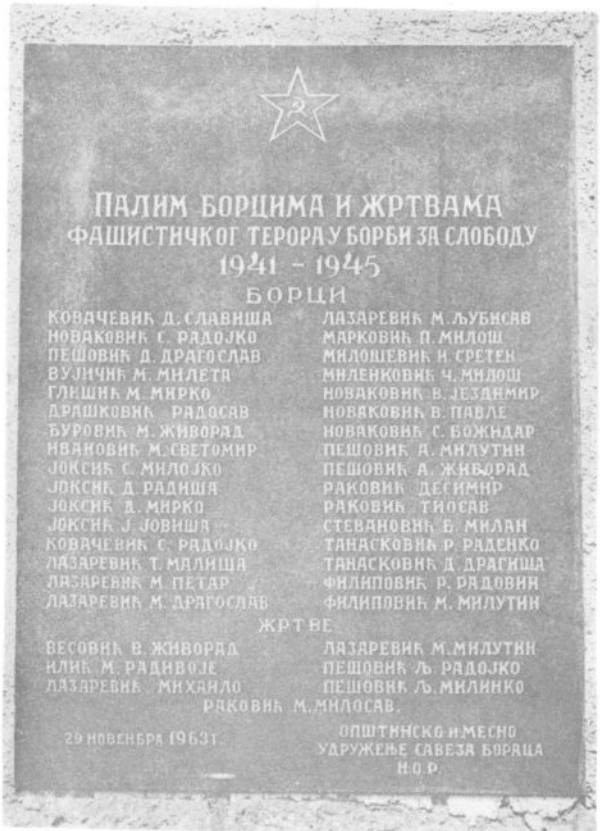 ПАЛИМ БОРЦИМА И ЖРТВАМА
ФАШИСТИЧКОГ ТЕРОРА У БОРБИ ЗА СЛОБОДУ
1941 - 1945
БОРЦИ
КОВАЧЕВИЋ Д. СЛАВИША
НОВАКОВИЋ С. РАДОЈКО
ПЕШОВИЋ Д. ДРАГОСЛАВ
ВУЈИЧИЋ М. МИЛЕТА
ГЛИШИЋ М. МИРКО
ДРАШКОВИЋ РАДОСАВ
ЂУРОВИЋ М. ЖИВОРАД
ИВАНОВИЋ М. СВЕТОМИР
ЈОКСИЋ С. МИЛОЈКО
ЈОКСИЋ Д. РАДИША
ЈОКСИЋ Д. МИРКО
ЈОКСИЋ Ј. ЈОВИША
КОВАЧЕВИЋ С. РАДОЈКО
ЛАЗАРЕВИЋ Т. МАЛИША
ЛАЗАРЕВИЋ М. ПЕТАР
ЛАЗАРЕВИЋ М. ДРАГОСЛАВ
ЛАЗАРЕВИЋ М. ЉУБИСАВ
МАРКОВИЋ П. МИЛОШ
МИЛОШЕВИЋ И. СРЕТЕН
МИЛЕНКОВИЋ Ч. МИЛОШ
НОВАКОВИЋ В. ЈЕЗДИМИР
НОВАКОВИЋ В. ПАВЛЕ
НОВАКОВИЋ С. БОЖИДАР
ПЕШОВИЋ А. МИЛУТИН
ПЕШОВИЋ А. ЖИВОРАД
РАКОВИЋ ДЕСИМИР
РАКОВИЋ ТИОСАВ
СТЕВАНОВИЋ Б. МИЛАН
ТАНАСКОВИЋ Р. РАДЕНКО
ТАНАСКОВИЋ Д. ДРАГИША
ФИЛИПОВИЋ Р. РАДОВИН
ФИЛИПОВИЋ М. МИЛУТИН
ЖРТВЕ
ВЕСОВИЋ В. ЖИВОРАД
ИЛИЋ М. РАДИВОЈЕ
ЛАЗАРЕВИЋ МИХАИЛО
ЛАЗАРЕВИЋ М. МИЛУТИН
ПЕШОВИЋ Љ. РАДОЈКО
ПЕШОВИЋ Љ. МИЛИНКО
РАКОВИЋ М. МИЛОСАВ.
29 НОВЕНБРА 1963 Г.
ОПШТИНСКО И МЕСНО
УДРУЖЕЊЕ САВЕЗА БОРАЦА
Н.О.Р.